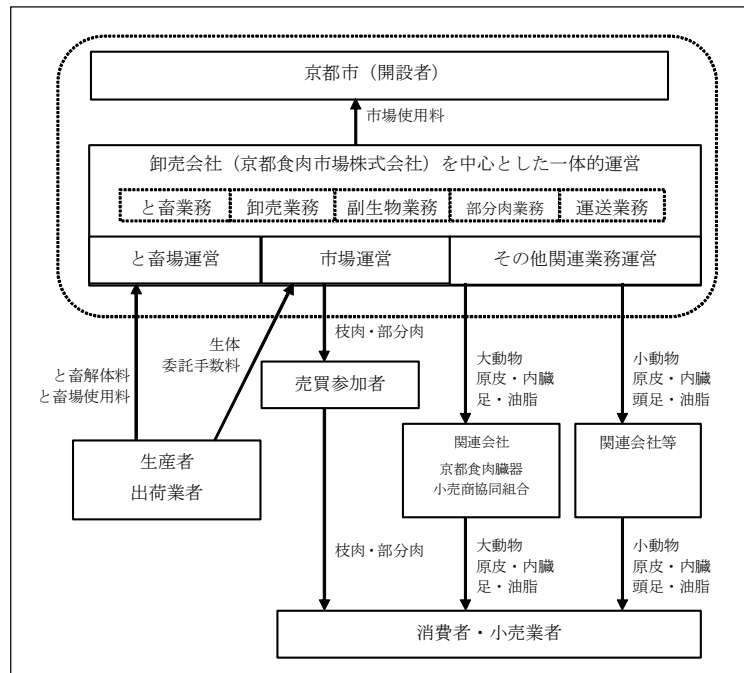 京都市（開設者）
市場使用料
卸売会社（京都食肉市場株式会社）を中心とした一体的運営
と畜業務
卸売業務
副生物業務
部分肉業務
運送業務
と畜場運営
市場運営
その他関連業務運営
と畜解体料
と畜場使用料
生体
委託手数料
枝肉・部分肉
大動物
原皮・内臓
足・油脂
小動物
原皮・内臓
頭足・油脂
売買参加者
生産者
出荷業者
関連会社
京都食肉臓器
小売商協同組合
関連会社等
枝肉・部分肉
大動物
原皮・内臓
足・油脂
小動物
原皮・内臓
頭足・油脂
消費者・小売業者